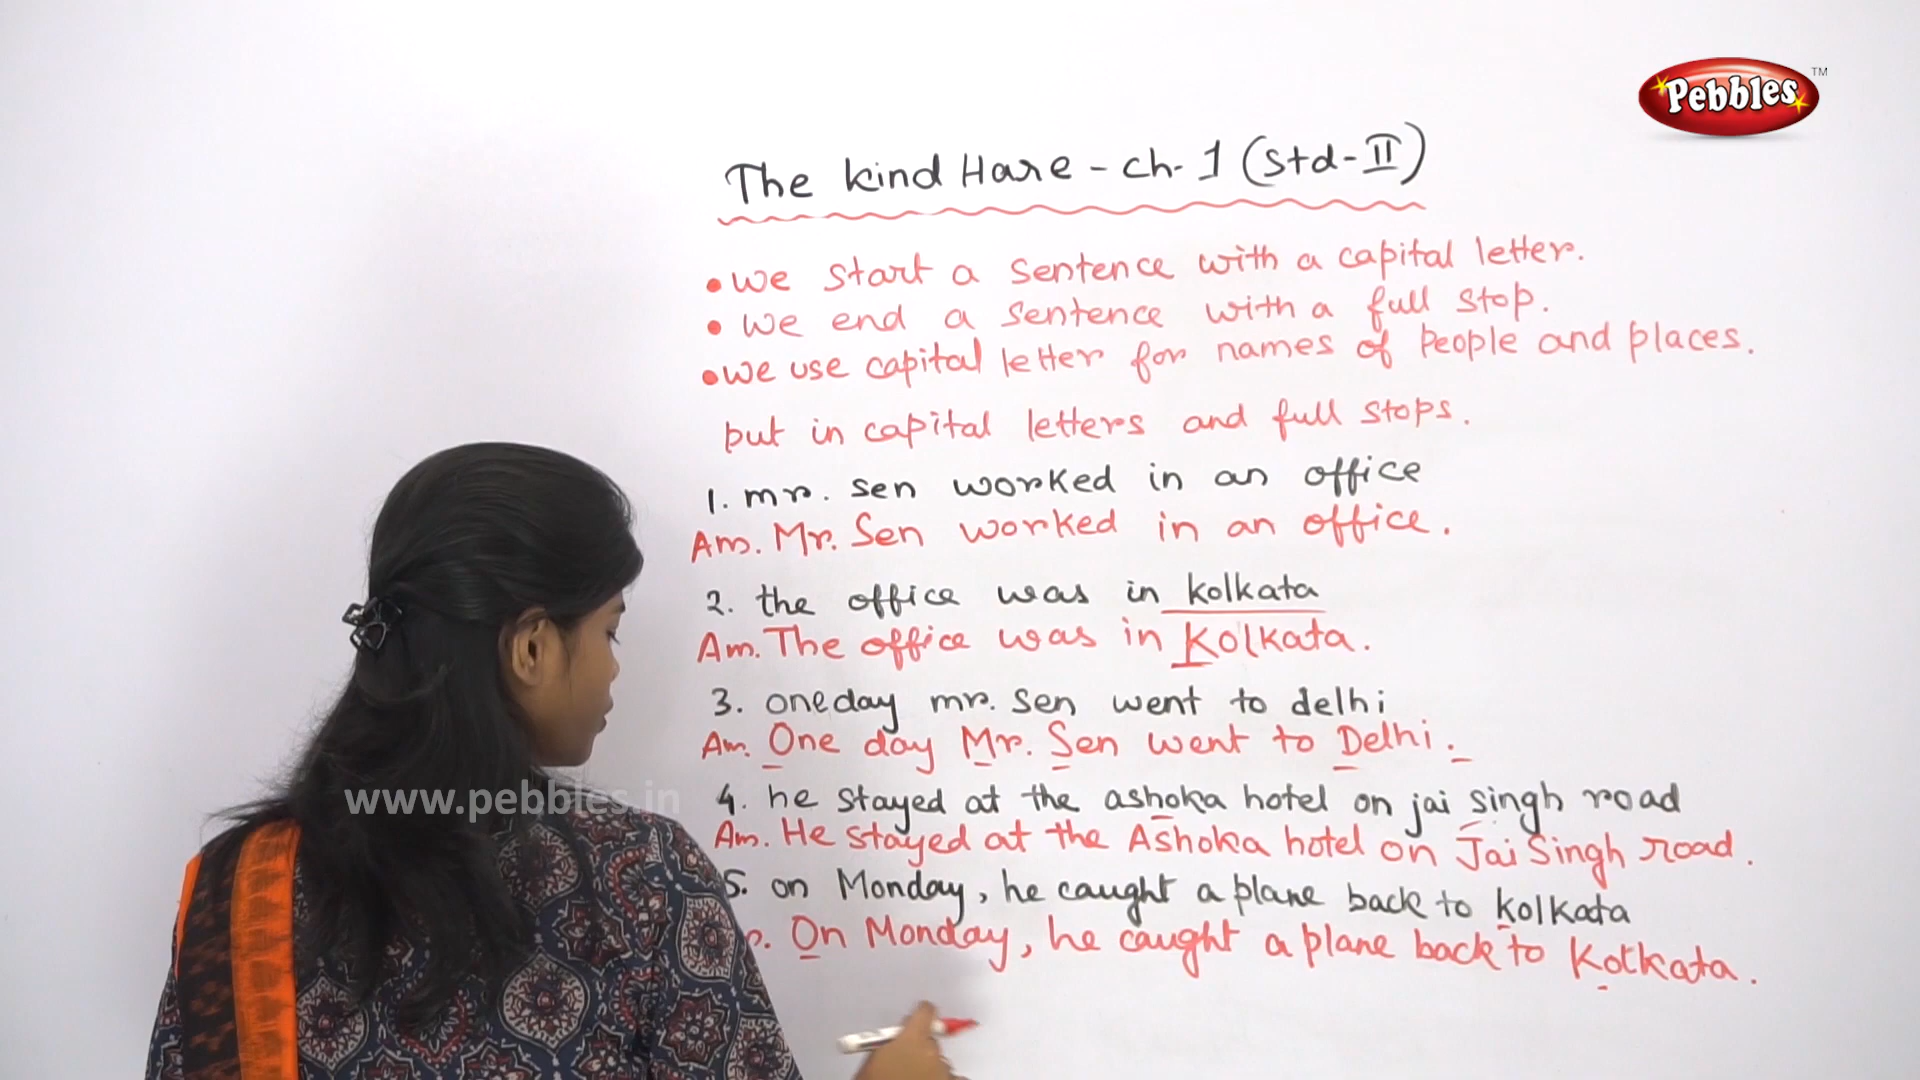 Pebbles TM
The kind Hare - ch. 1 (std-II)
• we start a sentence with a capital letter.
• we end a sentence with a full stop.
• we use capital letter for names of people and places.
put in capital letters and full stops.
1. mr. sen worked in an office
Ans. Mr. Sen worked in an office.
2. the office was in kolkata
Ans. The office was in Kolkata.
3. oneday mr. sen went to delhi
Ans. One day Mr. Sen went to Delhi.
www.pebbles.in
4. he stayed at the ashoka hotel on jai singh road
Ans. He stayed at the Ashoka hotel on Jai Singh road.
5. on Monday, he caught a plane back to kolkata
On Monday, he caught a plane back to Kolkata.